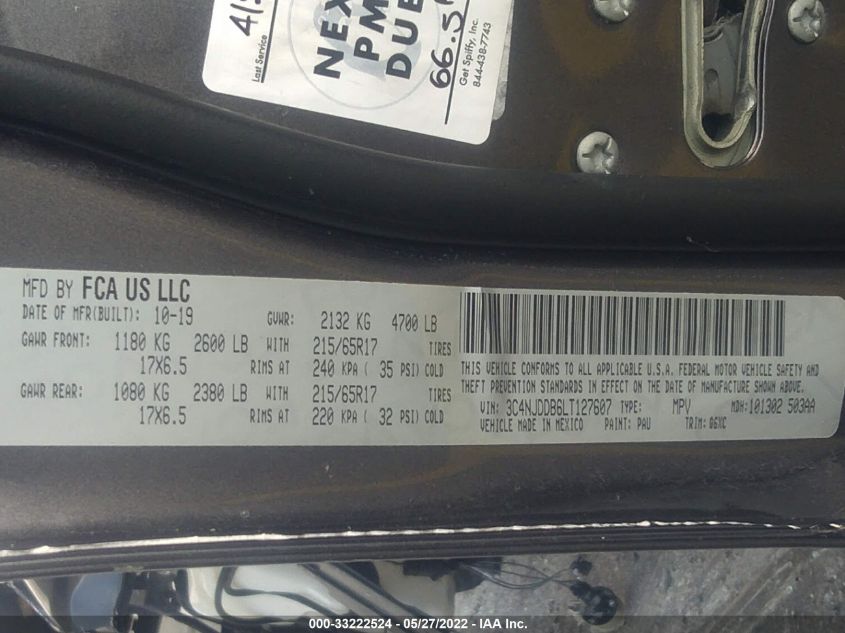 415
Last Service
NEX
PM
DUE
66.5
Get Spiffy, Inc.
844-438-7743
MFD BY FCA US LLC
DATE OF MFR(BUILT): 10-19 GVWR: 2132 KG 4700 LB
GAWR FRONT: 1180 KG 2600 LB WITH 215/65R17 TIRES
17X6.5 RIMS AT 240 KPA ( 35 PSI) COLD
GAWR REAR: 1080 KG 2380 LB WITH 215/65R17 TIRES
17X6.5 RIMS AT 220 KPA ( 32 PSI) COLD
THIS VEHICLE CONFORMS TO ALL APPLICABLE U.S.A. FEDERAL MOTOR VEHICLE SAFETY AND
THEFT PREVENTION STANDARDS IN EFFECT ON THE DATE OF MANUFACTURE SHOWN ABOVE.
VIN: 3C4NJDDB6LT127607 TYPE: MPV MDH: 101302 503AA
VEHICLE MADE IN MEXICO PAINT: PAU TRIM: G6XC
000-33222524 - 05/27/2022 - IAA Inc.